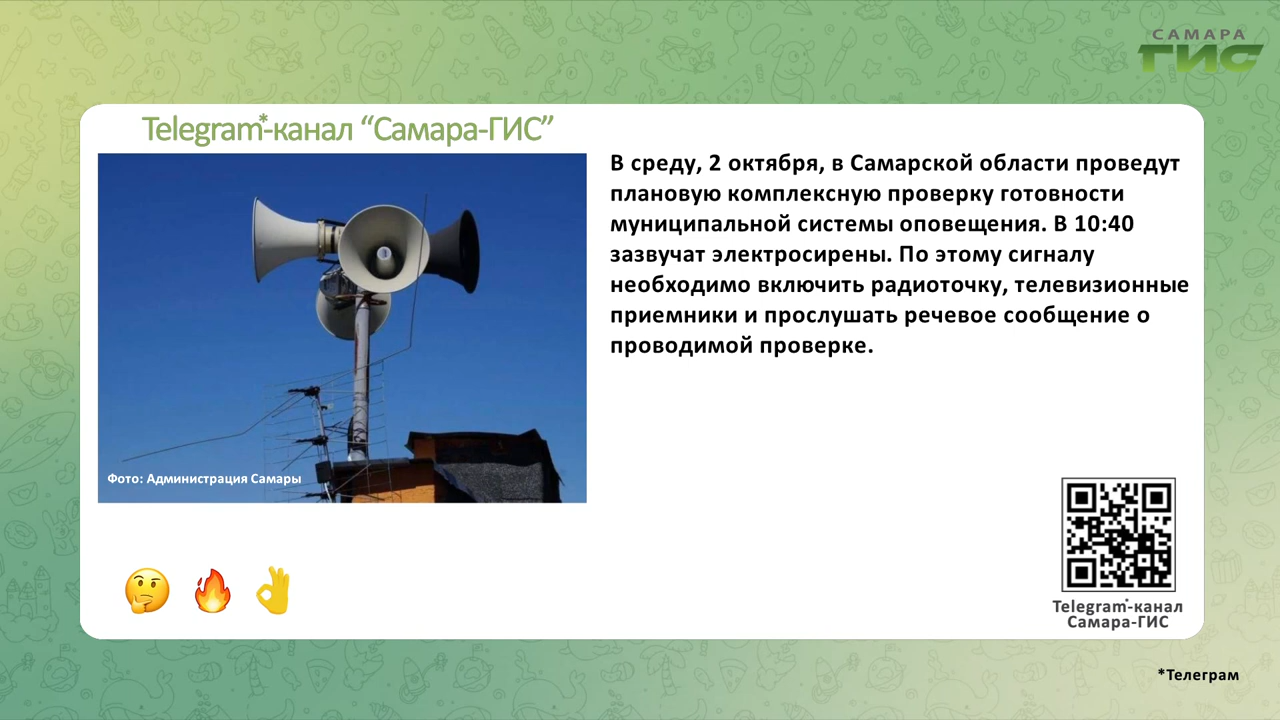 САМАРА
ГИС
Telegram*-канал “Самара-ГИС”
В среду, 2 октября, в Самарской области проведут
плановую комплексную проверку готовности
муниципальной системы оповещения. В 10:40
зазвучат электросирены. По этому сигналу
необходимо включить радиоточку, телевизионные
приемники и прослушать речевое сообщение о
проводимой проверке.
Фото: Администрация Самары
Telegram*-канал
Самара-ГИС
*Телеграм